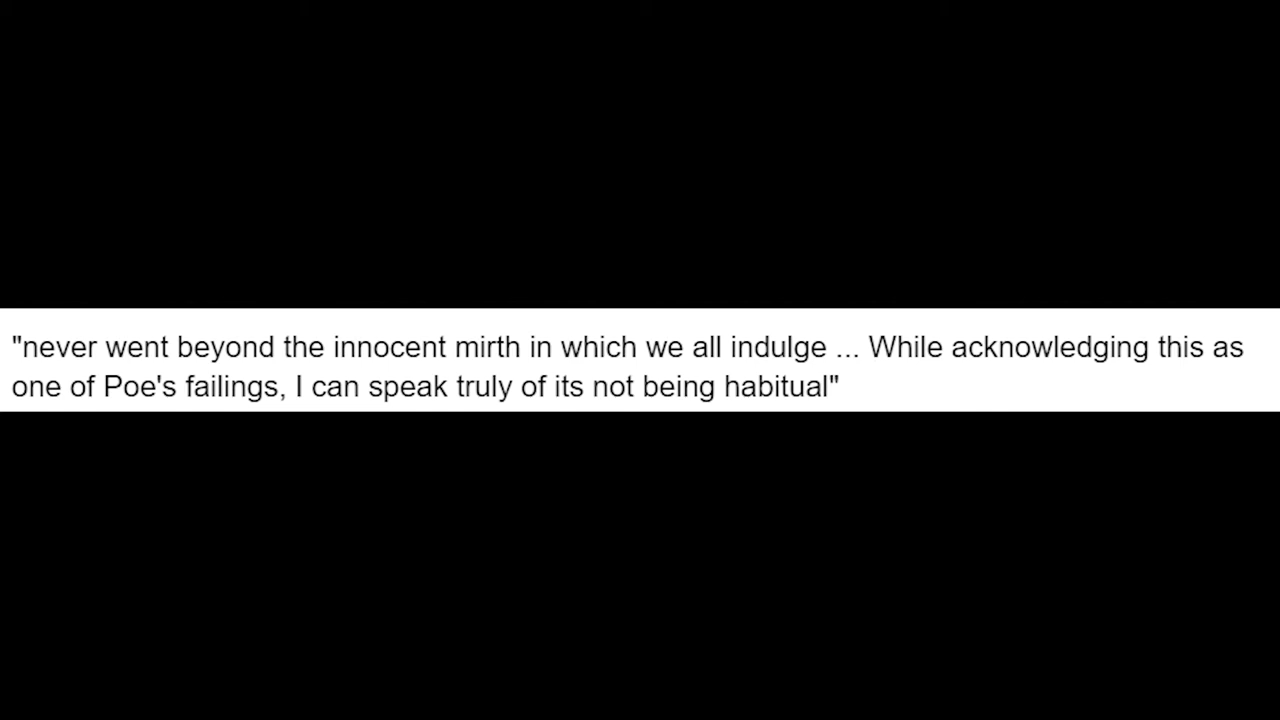 "never went beyond the innocent mirth in which we all indulge ... While acknowledging this as
one of Poe's failings, I can speak truly of its not being habitual"